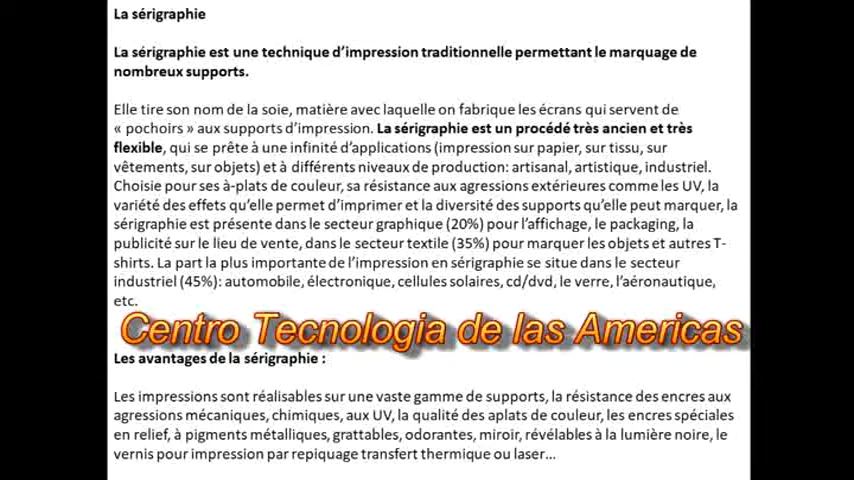 La sérigraphie
La sérigraphie est une technique d’impression traditionnelle permettant le marquage de
nombreux supports.
Elle tire son nom de la soie, matière avec laquelle on fabrique les écrans qui servent de
« pochoirs » aux supports d’impression. La sérigraphie est un procédé très ancien et très
flexible, qui se prête à une infinité d’applications (impression sur papier, sur tissu, sur
vêtements, sur objets) et à différents niveaux de production: artisanal, artistique, industriel.
Choisie pour ses à-plats de couleur, sa résistance aux agressions extérieures comme les UV, la
variété des effets qu’elle permet d’imprimer et la diversité des supports qu’elle peut marquer, la
sérigraphie est présente dans le secteur graphique (20%) pour l’affichage, le packaging, la
publicité sur le lieu de vente, dans le secteur textile (35%) pour marquer les objets et autres T-
shirts. La part la plus importante de l’impression en sérigraphie se situe dans le secteur
industriel (45%): automobile, électronique, cellules solaires, cd/dvd, le verre, l’aéronautique,
etc.
Centro Tecnologia de las Americas
Les avantages de la sérigraphie :
Les impressions sont réalisables sur une vaste gamme de supports, la résistance des encres aux
agressions mécaniques, chimiques, aux UV, la qualité des aplats de couleur, les encres spéciales
en relief, à pigments métalliques, grattables, odorantes, miroir, révélables à la lumière noire, le
vernis pour impression par repiquage transfert thermique ou laser...